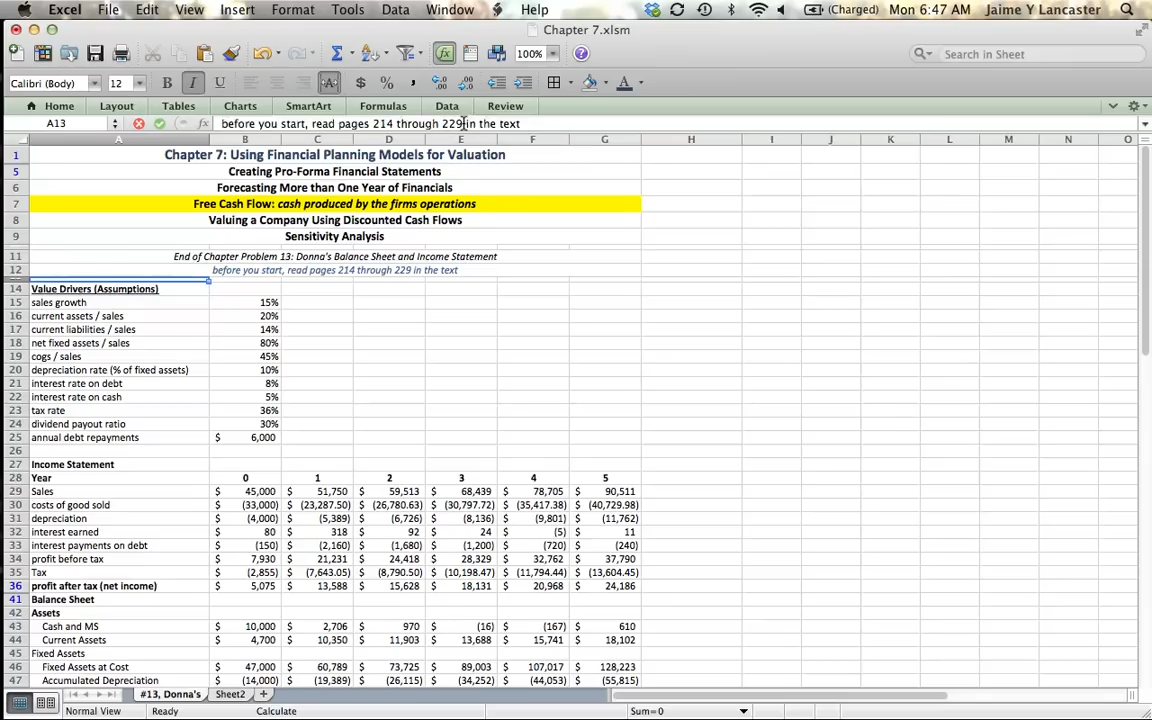 Excel File Edit View Insert Format Tools Data Window Help (Charged) Mon 6:47 AM Jaime Y Lancaster
Chapter 7.xlsm
100% Search in Sheet
Calibri (Body) 12 B I U A $ % A
Home Layout Tables Charts SmartArt Formulas Data Review
A13 fx before you start, read pages 214 through 229 in the text
A B C D E F G H I J K L M N O
1 Chapter 7: Using Financial Planning Models for Valuation
5 Creating Pro-Forma Financial Statements
6 Forecasting More than One Year of Financials
7 Free Cash Flow: cash produced by the firms operations
8 Valuing a Company Using Discounted Cash Flows
9 Sensitivity Analysis
11 End of Chapter Problem 13: Donna's Balance Sheet and Income Statement
12 before you start, read pages 214 through 229 in the text
14 Value Drivers (Assumptions)
15 sales growth 15%
16 current assets / sales 20%
17 current liabilities / sales 14%
18 net fixed assets / sales 80%
19 cogs / sales 45%
20 depreciation rate (% of fixed assets) 10%
21 interest rate on debt 8%
22 interest rate on cash 5%
23 tax rate 36%
24 dividend payout ratio 30%
25 annual debt repayments $ 6,000
26
27 Income Statement
28 Year 0 1 2 3 4 5
29 Sales $ 45,000 $ 51,750 $ 59,513 $ 68,439 $ 78,705 $ 90,511
30 costs of good sold $ (33,000) $ (23,287.50) $ (26,780.63) $ (30,797.72) $ (35,417.38) $ (40,729.98)
31 depreciation $ (4,000) $ (5,389) $ (6,726) $ (8,136) $ (9,801) $ (11,762)
32 interest earned $ 80 $ 318 $ 92 $ 24 $ (5) $ 11
33 interest payments on debt $ (150) $ (2,160) $ (1,680) $ (1,200) $ (720) $ (240)
34 profit before tax $ 7,930 $ 21,231 $ 24,418 $ 28,329 $ 32,762 $ 37,790
35 Tax $ (2,855) $ (7,643.05) $ (8,790.50) $ (10,198.47) $ (11,794.44) $ (13,604.45)
36 profit after tax (net income) $ 5,075 $ 13,588 $ 15,628 $ 18,131 $ 20,968 $ 24,186
41 Balance Sheet
42 Assets
43 Cash and MS $ 10,000 $ 2,706 $ 970 $ (16) $ (167) $ 610
44 Current Assets $ 4,700 $ 10,350 $ 11,903 $ 13,688 $ 15,741 $ 18,102
45 Fixed Assets
46 Fixed Assets at Cost $ 47,000 $ 60,789 $ 73,725 $ 89,003 $ 107,017 $ 128,223
47 Accumulated Depreciation $ (14,000) $ (19,389) $ (26,115) $ (34,252) $ (44,053) $ (55,815)
#13, Donna's Sheet2
Normal View Ready Calculate Sum=0